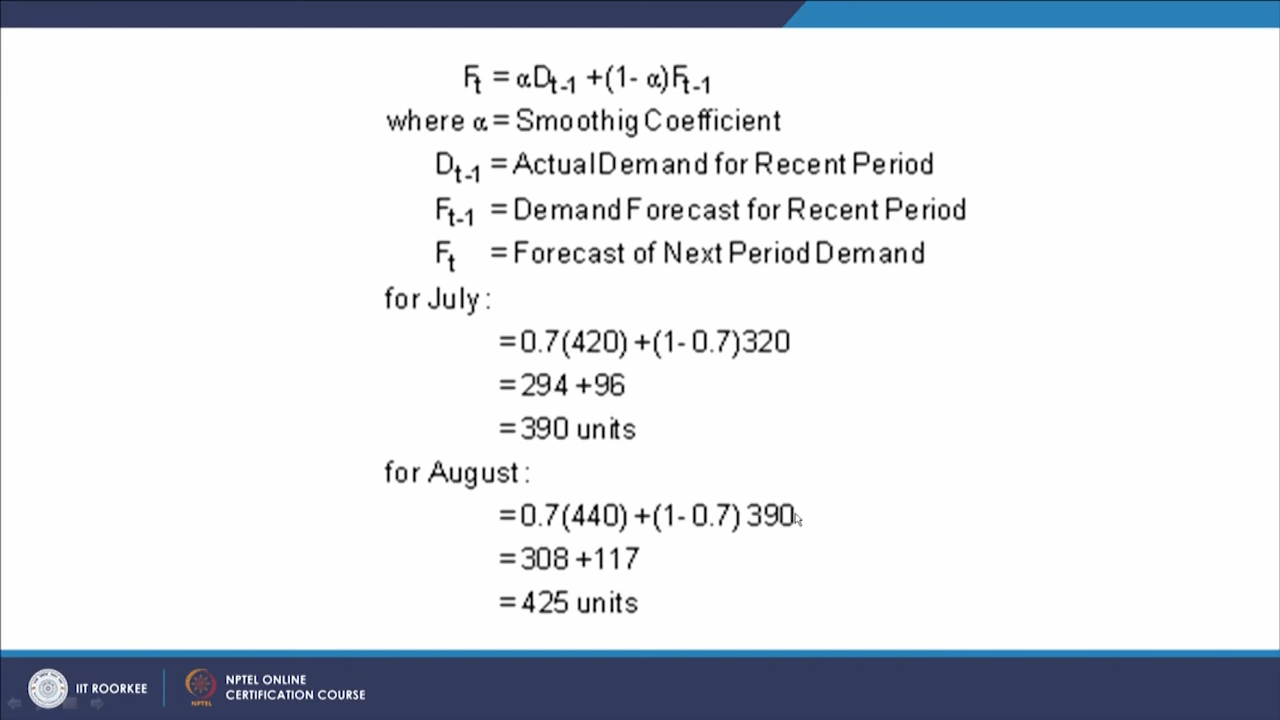 Ft = αDt-1 +(1- α)Ft-1
where α = Smoothig Coefficient
Dt-1 = Actual Demand for Recent Period
Ft-1 = Demand Forecast for Recent Period
Ft = Forecast of Next Period Demand
for July :
= 0.7(420) +(1- 0.7)320
= 294 +96
= 390 units
for August :
= 0.7(440) +(1- 0.7) 390
= 308 +117
= 425 units
IIT ROORKEE
NPTEL
NPTEL ONLINE
CERTIFICATION COURSE